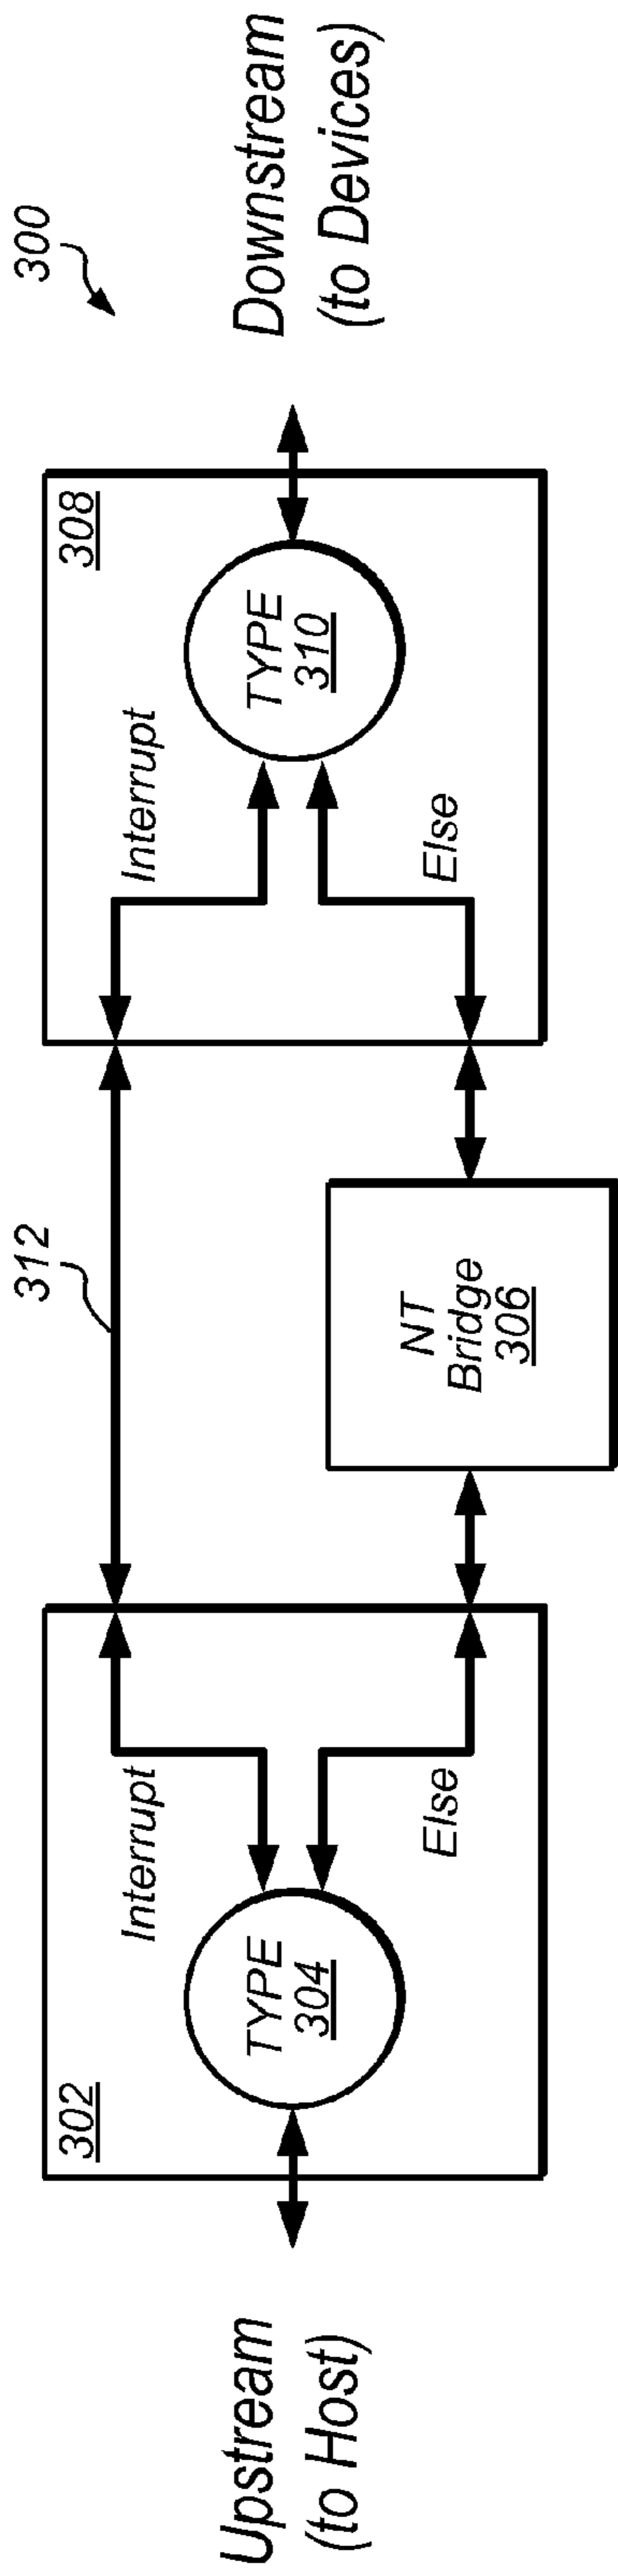 300
312
302
Interrupt
TYPE
304
Else
Upstream
(to Host)
NT
Bridge
306
308
Interrupt
TYPE
310
Else
Downstream
(to Devices)